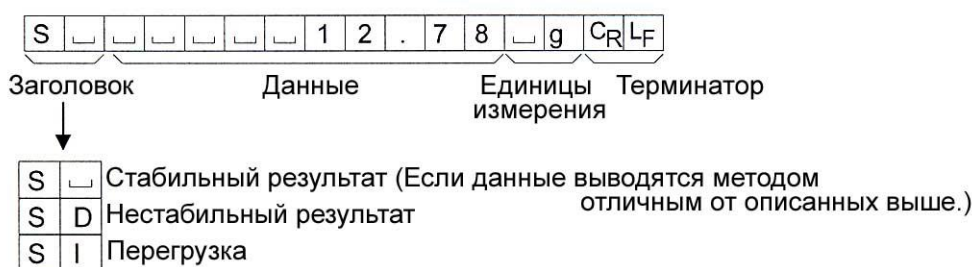 S ␣ ␣ ␣ ␣ ␣ ␣ 1 2 . 7 8 ␣ g CR LF
Заголовок Данные Единицы измерения Терминатор
S ␣ Стабильный результат (Если данные выводятся методом
отличным от описанных выше.)
S D Нестабильный результат
S I Перегрузка